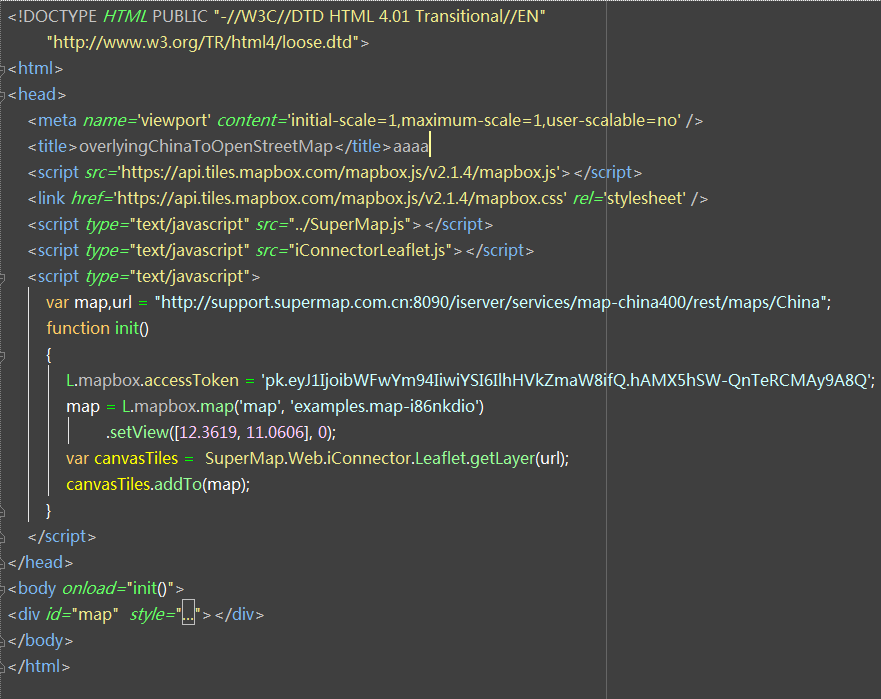 <!DOCTYPE HTML PUBLIC "-//W3C//DTD HTML 4.01 Transitional//EN"
"http://www.w3.org/TR/html4/loose.dtd">
<html>
<head>
<meta name='viewport' content='initial-scale=1,maximum-scale=1,user-scalable=no' />
<title>overlyingChinaToOpenStreetMap</title>aaaa
<script src='https://api.tiles.mapbox.com/mapbox.js/v2.1.4/mapbox.js'></script>
<link href='https://api.tiles.mapbox.com/mapbox.js/v2.1.4/mapbox.css' rel='stylesheet' />
<script type="text/javascript" src="../SuperMap.js"></script>
<script type="text/javascript" src="iConnectorLeaflet.js"></script>
<script type="text/javascript">
var map,url = "http://support.supermap.com.cn:8090/iserver/services/map-china400/rest/maps/China";
function init()
{
L.mapbox.accessToken = 'pk.eyJ1IjoibWFwYm94IiwiYSI6IlhHVkZmaW8ifQ.hAMX5hSW-QnTeRCMAy9A8Q';
map = L.mapbox.map('map', 'examples.map-i86nkdio')
.setView([12.3619, 11.0606], 0);
var canvasTiles = SuperMap.Web.iConnector.Leaflet.getLayer(url);
canvasTiles.addTo(map);
}
</script>
</head>
<body onload="init()">
<div id="map" style="..."></div>
</body>
</html>